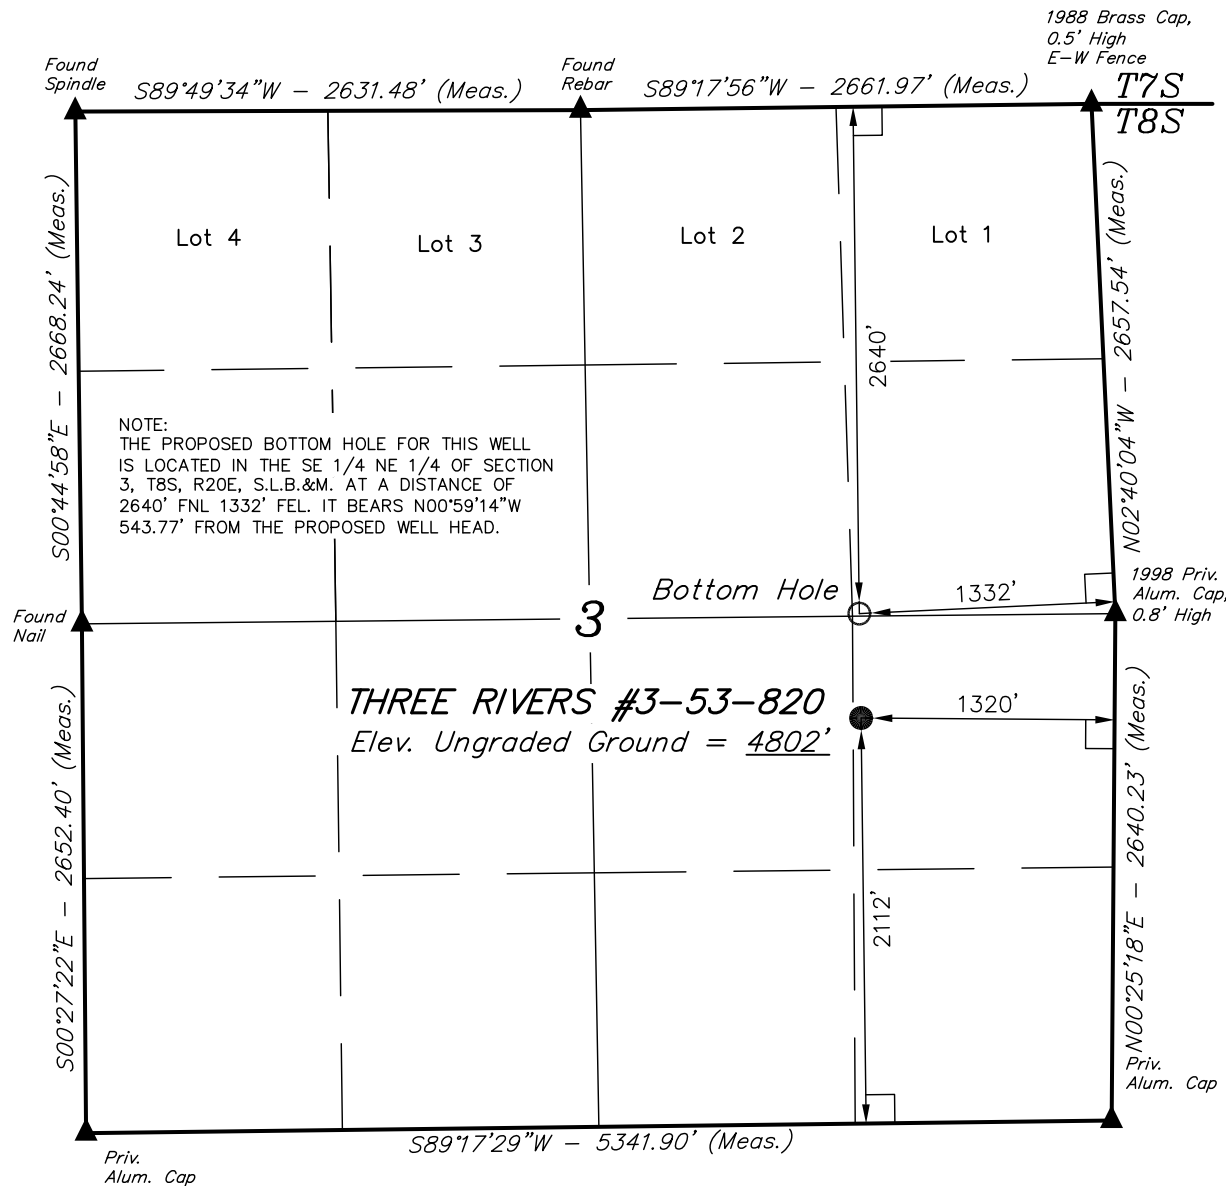 1988 Brass Cap,
0.5' High
E-W Fence
Found
Spindle
S89°49'34"W - 2631.48' (Meas.)
Found
Rebar
S89°17'56"W - 2661.97' (Meas.)
T7S
T8S
Lot 4
Lot 3
Lot 2
Lot 1
S00°44'58"E - 2668.24' (Meas.)
N02°40'04"W - 2657.54' (Meas.)
2640'
NOTE:
THE PROPOSED BOTTOM HOLE FOR THIS WELL
IS LOCATED IN THE SE 1/4 NE 1/4 OF SECTION
3, T8S, R20E, S.L.B.&M. AT A DISTANCE OF
2640' FNL 1332' FEL. IT BEARS N00°59'14"W
543.77' FROM THE PROPOSED WELL HEAD.
Bottom Hole
1332'
1998 Priv.
Alum. Cap,
0.8' High
Found
Nail
3
THREE RIVERS #3-53-820
Elev. Ungraded Ground = 4802'
1320'
S00°27'22"E - 2652.40' (Meas.)
N00°25'18"E - 2640.23' (Meas.)
2112'
Priv.
Alum. Cap
S89°17'29"W - 5341.90' (Meas.)
Priv.
Alum. Cap